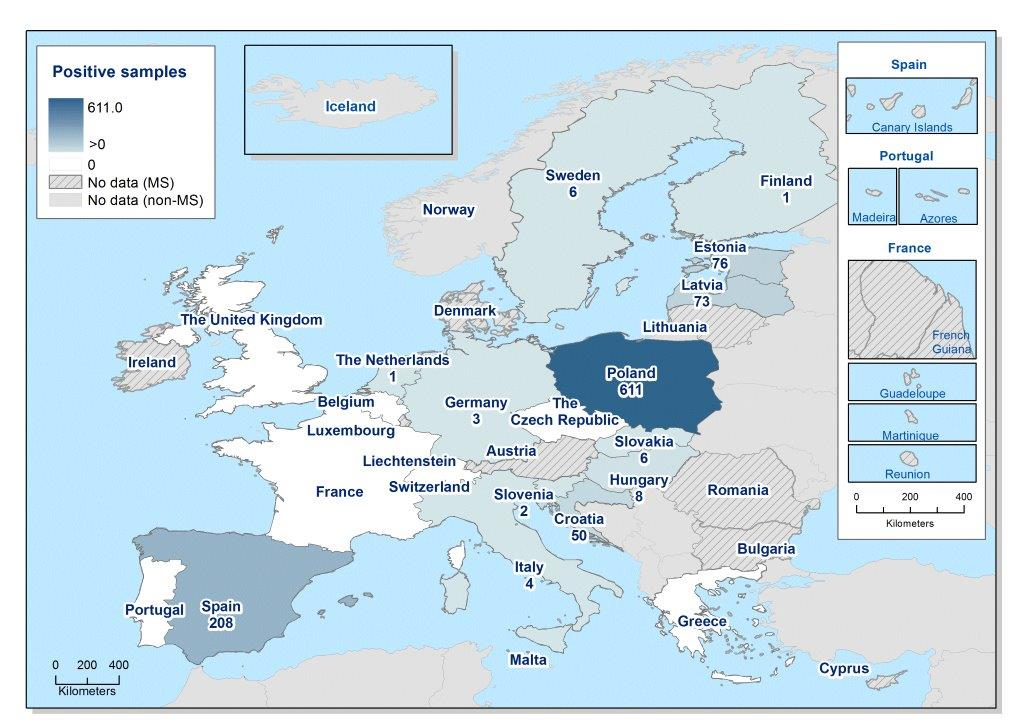 Positive samples
611.0
>0
0
No data (MS)
No data (non-MS)
Iceland
Spain
Canary Islands
Portugal
Madeira
Azores
France
French
Guiana
Guadeloupe
Martinique
Reunion
0 200 400
Kilometers
Sweden
6
Finland
1
Norway
Estonia
76
Latvia
73
Denmark
Lithuania
The United Kingdom
Ireland
The Netherlands
1
Poland
611
Belgium
Germany
3
The
Czech Republic
Luxembourg
Slovakia
6
Austria
Liechtenstein
Hungary
8
Switzerland
France
Slovenia
2
Romania
Croatia
50
Bulgaria
Italy
4
Portugal
Spain
208
Greece
Malta
Cyprus
0 200 400
Kilometers